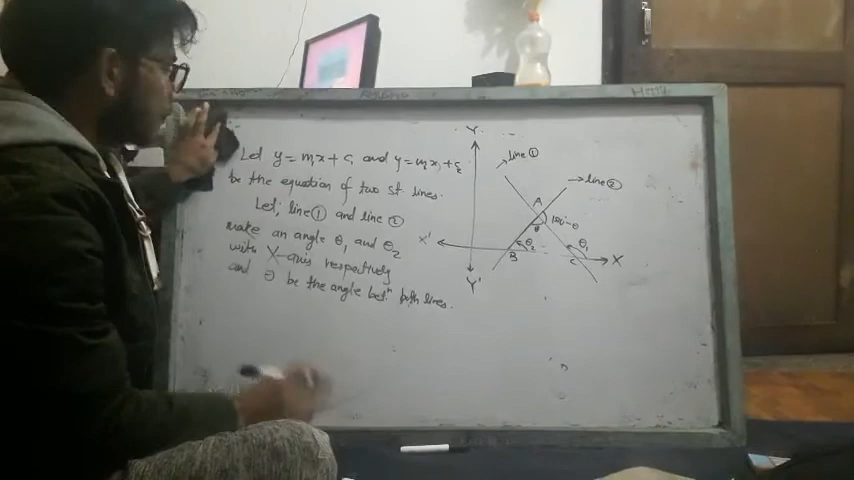 Let y = m₁x + c₁ and y = m₂x + c₂
be the equation of two st. lines.
Let, line ① and line ②
make an angle θ₁ and θ₂
with X-axis respectively
and θ be the angle betⁿ both lines.
Y
→ line ①
→ line ②
A
180-θ
θ
X'
θ₂
θ₁
B
C
X
Y'